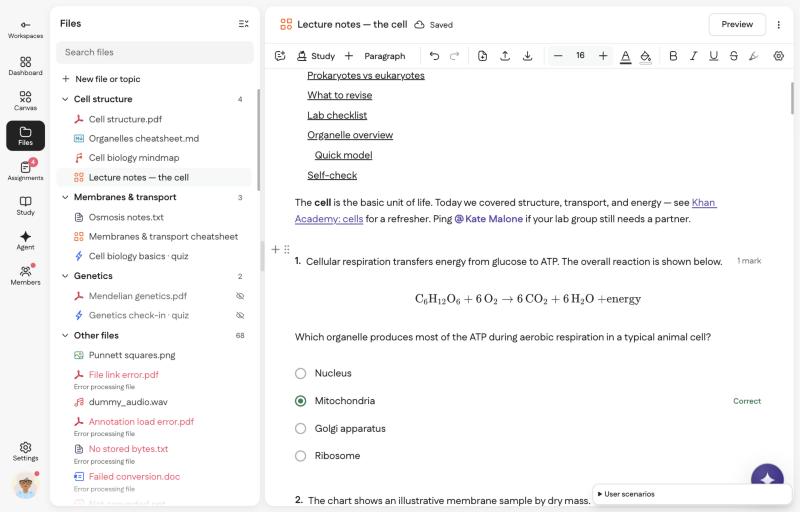 Workspaces
Dashboard
Canvas
Files
4
Assignments
Study
Agent
Members
Settings
Files
Search files
New file or topic
Cell structure 4
Cell structure.pdf
Organelles cheatsheet.md
Cell biology mindmap
Lecture notes — the cell
Membranes & transport 3
Osmosis notes.txt
Membranes & transport cheatsheet
Cell biology basics · quiz
Genetics 2
Mendelian genetics.pdf
Genetics check-in · quiz
Other files 68
Punnett squares.png
File link error.pdf
Error processing file
dummy_audio.wav
Annotation load error.pdf
Error processing file
No stored bytes.txt
Error processing file
Failed conversion.doc
Error processing file
Lecture notes — the cell Saved
Preview
Study Paragraph 16 A B I U S
Prokaryotes vs eukaryotes
What to revise
Lab checklist
Organelle overview
Quick model
Self-check
The cell is the basic unit of life. Today we covered structure, transport, and energy — see Khan
Academy: cells for a refresher. Ping @Kate Malone if your lab group still needs a partner.
1. Cellular respiration transfers energy from glucose to ATP. The overall reaction is shown below. 1 mark
C₆H₁₂O₆ + 6 O₂ → 6 CO₂ + 6 H₂O +energy
Which organelle produces most of the ATP during aerobic respiration in a typical animal cell?
Nucleus
Mitochondria Correct
Golgi apparatus
Ribosome
2. The chart shows an illustrative membrane sample by dry mass.
User scenarios